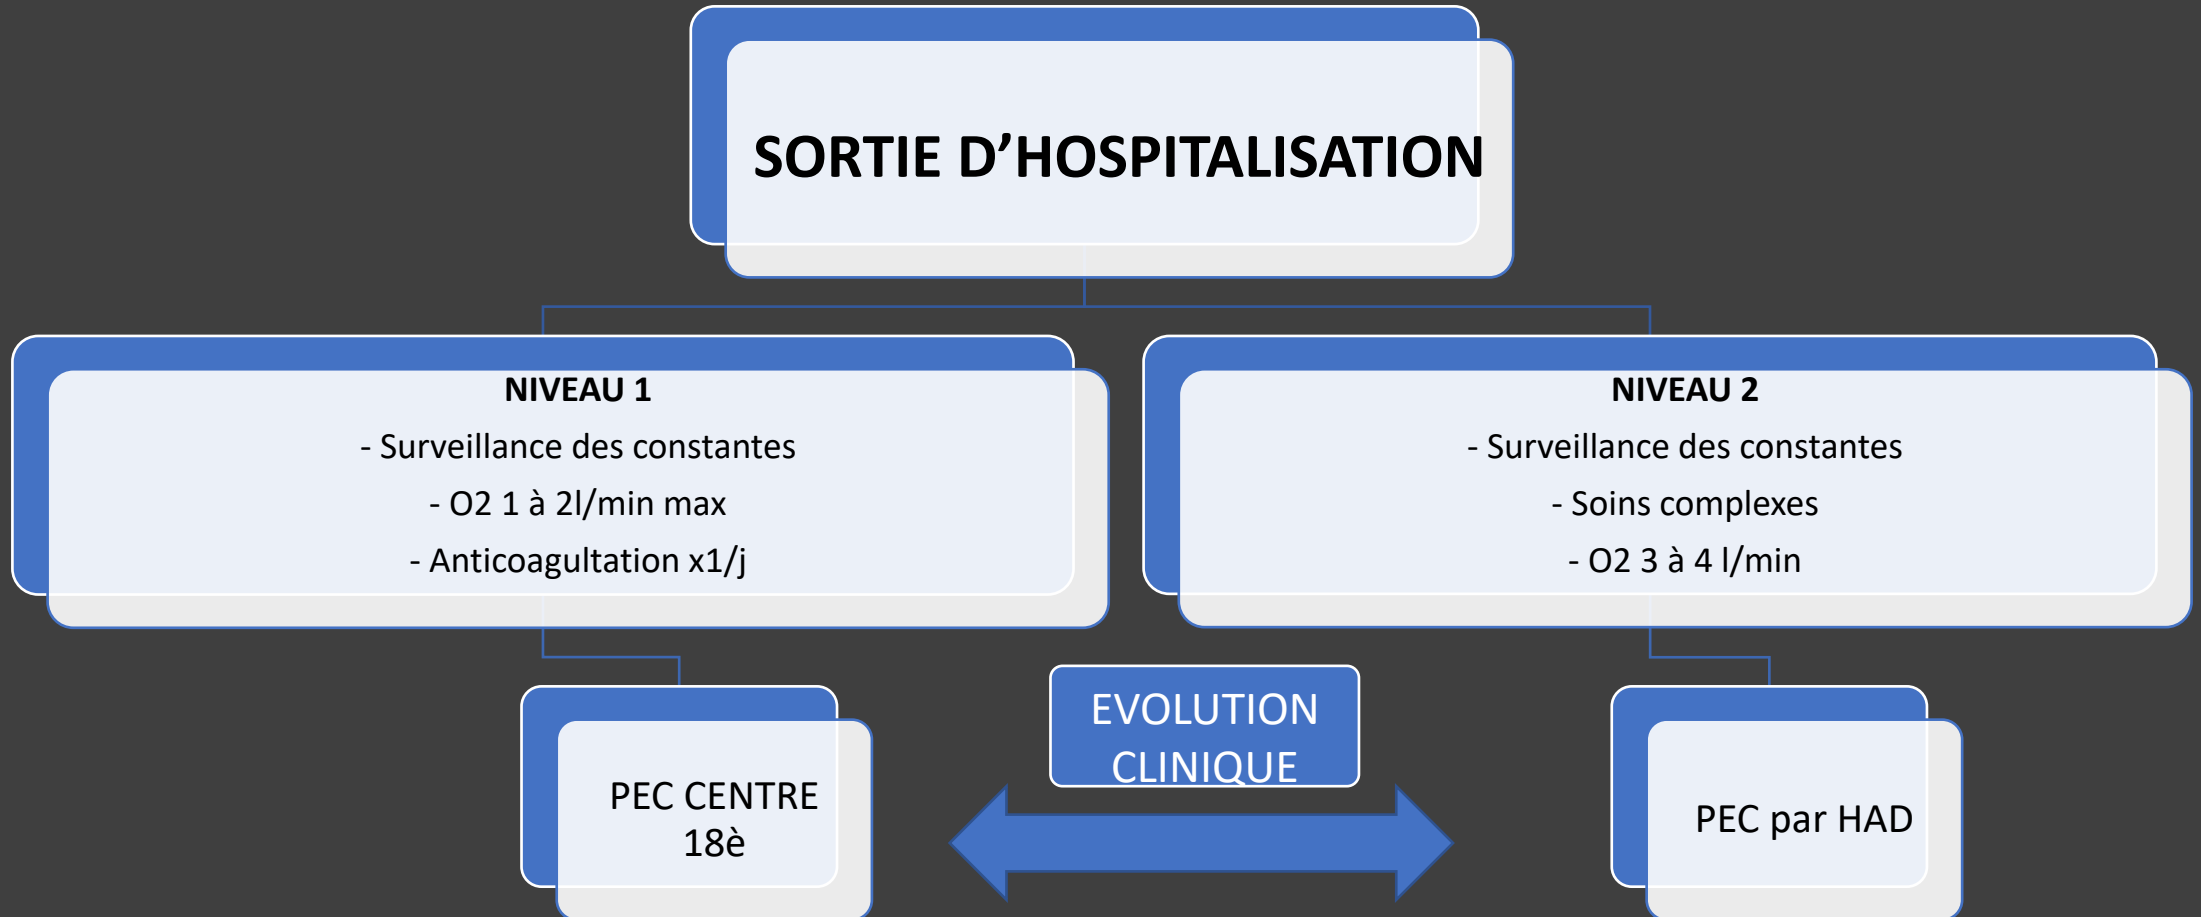 SORTIE D’HOSPITALISATION
NIVEAU 1
- Surveillance des constantes
- O2 1 à 2l/min max
- Anticoagultation x1/j
NIVEAU 2
- Surveillance des constantes
- Soins complexes
- O2 3 à 4 l/min
PEC CENTRE
18è
EVOLUTION
CLINIQUE
PEC par HAD